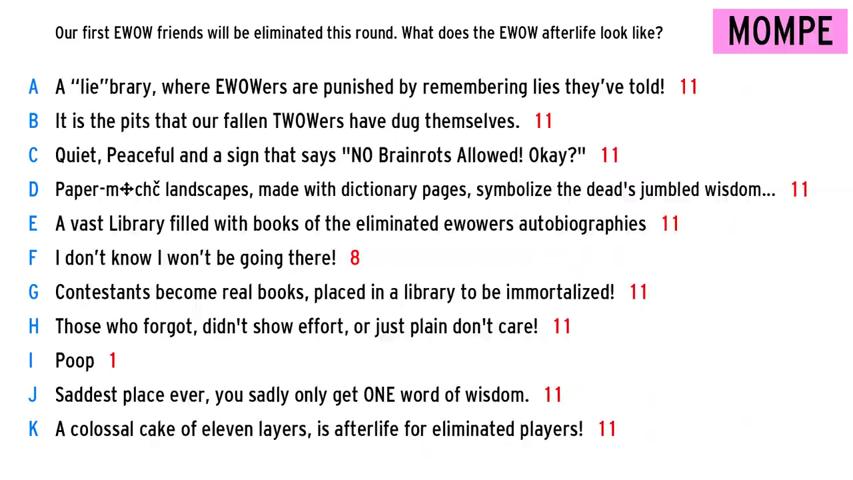 Our first EWOW friends will be eliminated this round. What does the EWOW afterlife look like?
MOMPE
A A “lie”brary, where EWOWers are punished by remembering lies they’ve told! 11
B It is the pits that our fallen TWOWers have dug themselves. 11
C Quiet, Peaceful and a sign that says "NO Brainrots Allowed! Okay?" 11
D landscapes, made with dictionary pages, symbolize the dead's jumbled wisdom... 11
E A vast Library filled with books of the eliminated ewowers autobiographies 11
F I don’t know I won’t be going there! 8
G Contestants become real books, placed in a library to be immortalized! 11
H Those who forgot, didn't show effort, or just plain don't care! 11
I Poop 1
J Saddest place ever, you sadly only get ONE word of wisdom. 11
K A colossal cake of eleven layers, is afterlife for eliminated players! 11